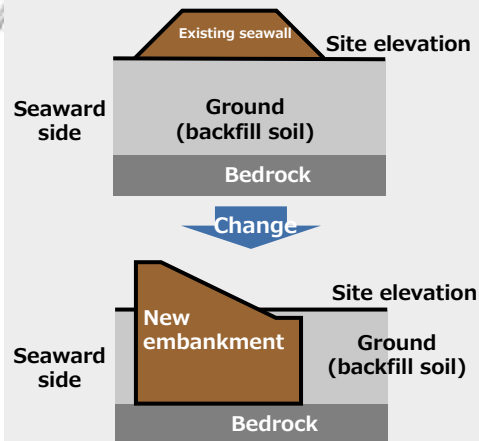 Existing seawall
Site elevation
Seaward
side
Ground
(backfill soil)
Bedrock
Change
Site elevation
New
embankment
Ground
(backfill soil)
Seaward
side
Bedrock